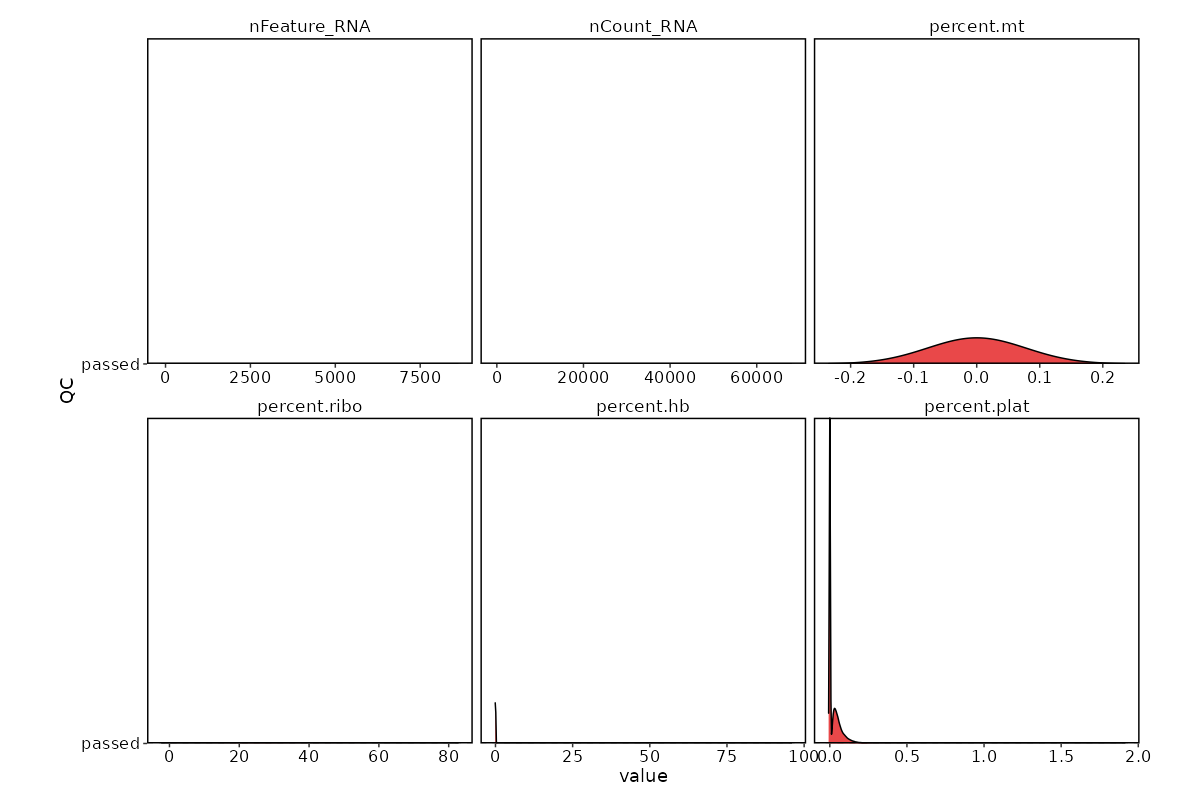 nFeature_RNA nCount_RNA percent.mt
passed
0 2500 5000 7500 0 20000 40000 60000 -0.2 -0.1 0.0 0.1 0.2
QC
percent.ribo percent.hb percent.plat
passed
0 20 40 60 80 0 25 50 75 100 0.0 0.5 1.0 1.5 2.0
value